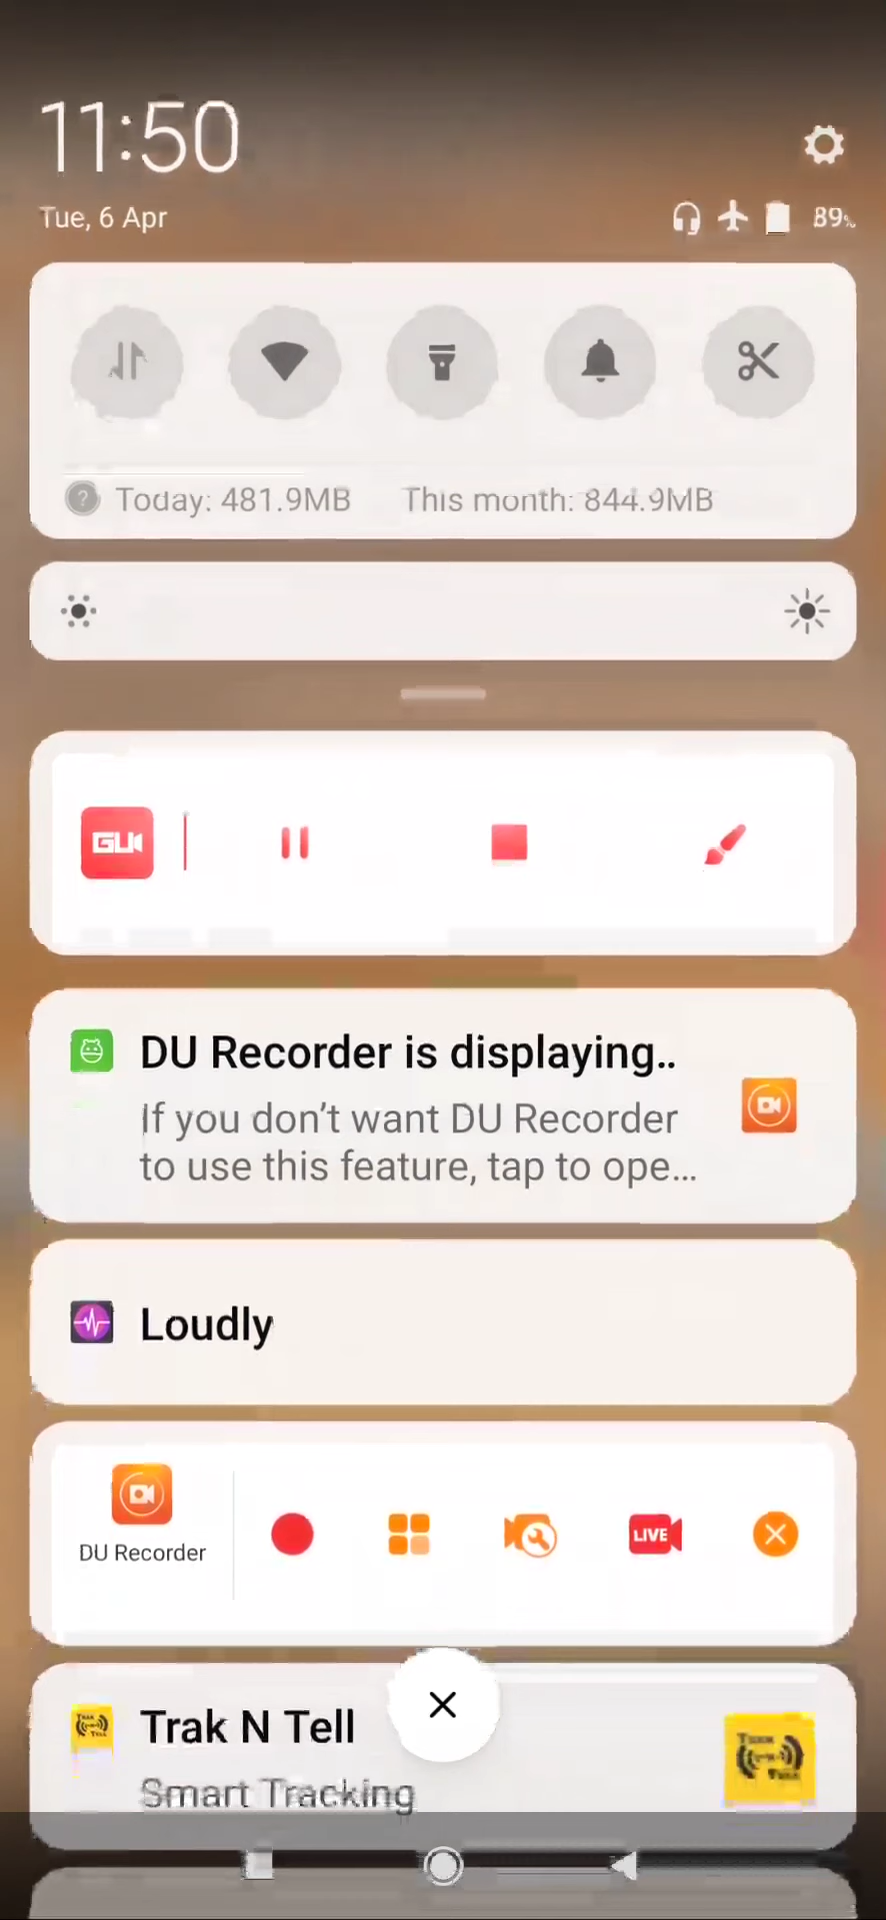 11:50
Tue, 6 Apr
89%
Today: 481.9MB This month: 844.9MB
GU
DU Recorder is displaying..
If you don’t want DU Recorder
to use this feature, tap to ope...
Loudly
DU Recorder
LIVE
Trak N Tell
Smart Tracking